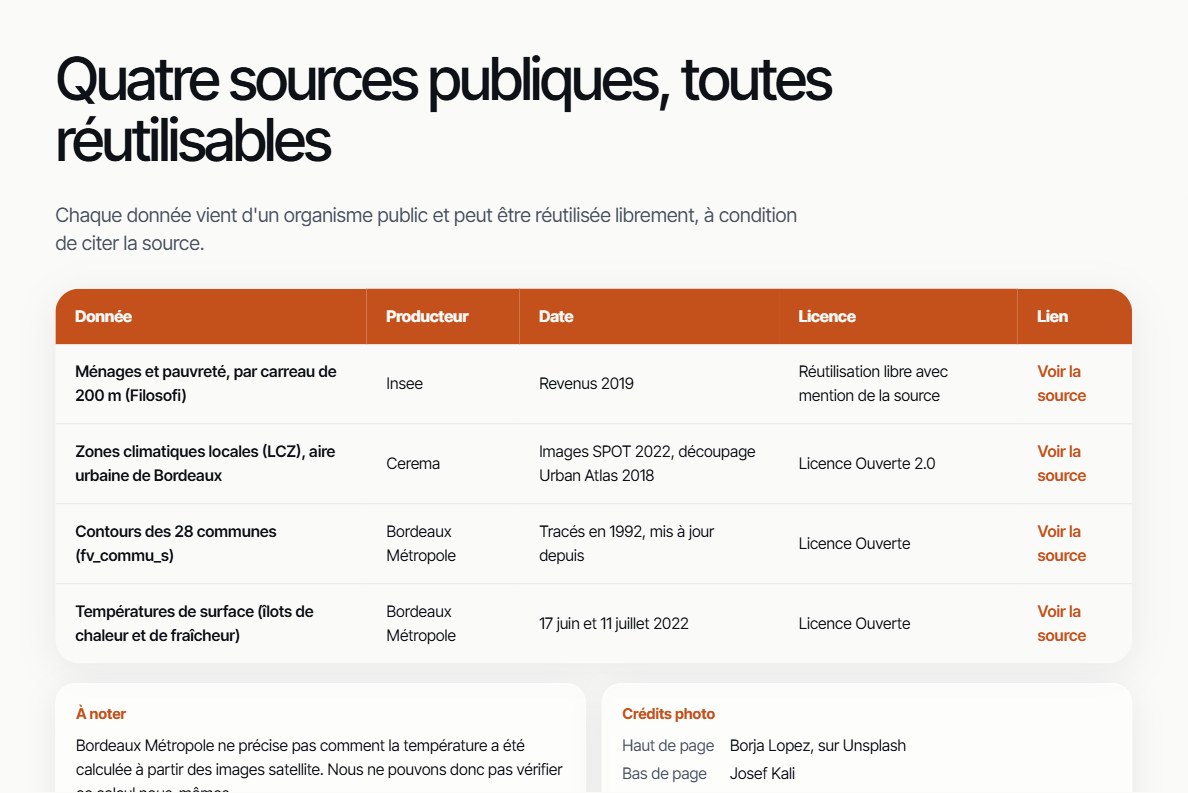 Quatre sources publiques, toutes
réutilisables
Chaque donnée vient d'un organisme public et peut être réutilisée librement, à condition
de citer la source.
Donnée Producteur Date Licence Lien
Ménages et pauvreté, par carreau de
200 m (Filosofi)
Insee
Revenus 2019
Réutilisation libre avec
mention de la source
Voir la
source
Zones climatiques locales (LCZ), aire
urbaine de Bordeaux
Cerema
Images SPOT 2022, découpage
Urban Atlas 2018
Licence Ouverte 2.0
Voir la
source
Contours des 28 communes
(fv_commu_s)
Bordeaux
Métropole
Tracés en 1992, mis à jour
depuis
Licence Ouverte
Voir la
source
Températures de surface (îlots de
chaleur et de fraîcheur)
Bordeaux
Métropole
17 juin et 11 juillet 2022
Licence Ouverte
Voir la
source
À noter
Bordeaux Métropole ne précise pas comment la température a été
calculée à partir des images satellite. Nous ne pouvons donc pas vérifier
Crédits photo
Haut de page Borja Lopez, sur Unsplash
Bas de page Josef Kali